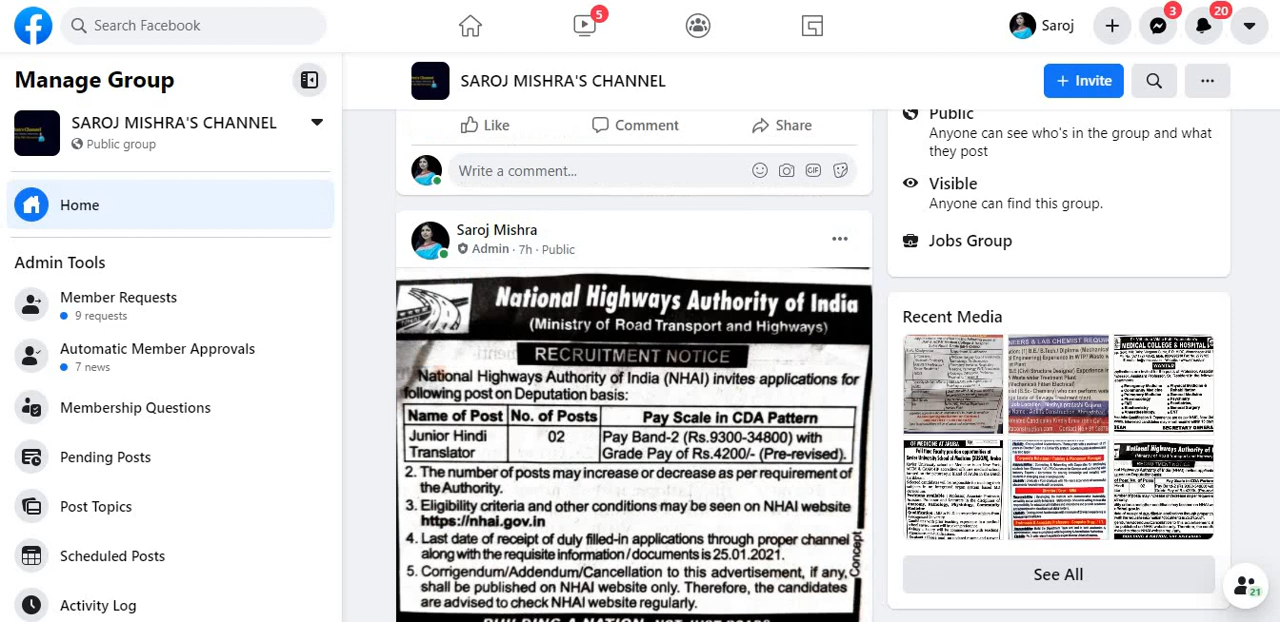 Search Facebook
5
Saroj
3
20
Manage Group
SAROJ MISHRA'S CHANNEL
Public group
Home
Admin Tools
Member Requests
9 requests
Automatic Member Approvals
7 news
Membership Questions
Pending Posts
Post Topics
Scheduled Posts
Activity Log
SAROJ MISHRA'S CHANNEL
+ Invite
Like
Comment
Share
Write a comment...
GIF
Saroj Mishra
Admin · 7h · Public
National Highways Authority of India
(Ministry of Road Transport and Highways)
RECRUITMENT NOTICE
National Highways Authority of India (NHAI) invites applications for
following post on Deputation basis:
Name of Post No. of Posts Pay Scale in CDA Pattern
Junior Hindi 02 Pay Band-2 (Rs.9300-34800) with
Translator Grade Pay of Rs.4200/- (Pre-revised).
2. The number of posts may increase or decrease as per requirement of
the Authority.
3. Eligibility criteria and other conditions may be seen on NHAI website
https://nhai.gov.in
4. Last date of receipt of duly filled-in applications through proper channel
along with the requisite information/documents is 25.01.2021.
5. Corrigendum/Addendum/Cancellation to this advertisement, if any,
shall be published on NHAI website only. Therefore, the candidates
are advised to check NHAI website regularly.
Concept
BUILDING A NATION, NOT JUST ROADS
Public
Anyone can see who's in the group and what
they post
Visible
Anyone can find this group.
Jobs Group
Recent Media
MEDICAL COLLEGE & HOSPITAL
WANTED
See All
21